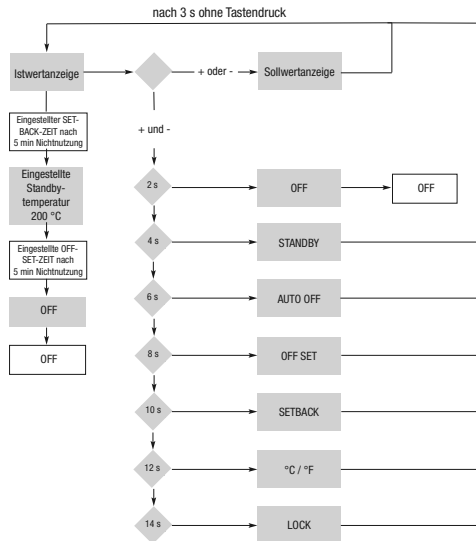 nach 3 s ohne Tastendruck
Istwertanzeige
+ oder -
Sollwertanzeige
Eingestellter SET-
BACK-ZEIT nach
5 min Nichtnutzung
+ und -
Eingestellte
Standby-
temperatur
200 °C
2 s
OFF
OFF
4 s
STANDBY
Eingestellte OFF-
SET-ZEIT nach
5 min Nichtnutzung
6 s
AUTO OFF
OFF
8 s
OFF SET
OFF
10 s
SETBACK
12 s
°C / °F
14 s
LOCK